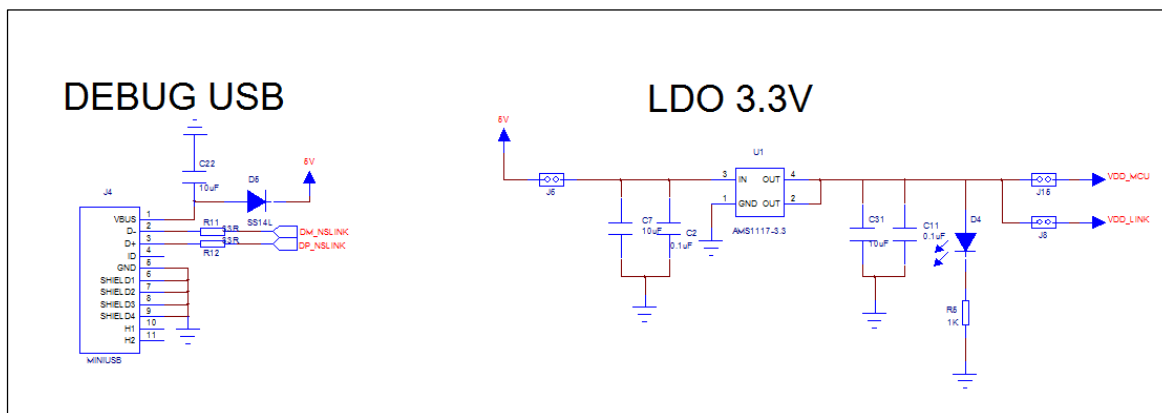 DEBUG USB
LDO 3.3V
C22
10uF
5V
D5
SS14L
J4
VBUS 1
D- 2
D+ 3
ID 4
GND 5
SHIELD1 6
SHIELD2 7
SHIELD3 8
SHIELD4 9
H1 10
H2 11
MINIUSB
R11
33R
DM_NSLINK
33R
DP_NSLINK
R12
5V
J6
C7
10uF
C2
0.1uF
U1
3 IN OUT 4
1 GND OUT 2
AMS1117-3.3
C31
10uF
C11
0.1uF
D4
R5
1K
J15
VDD_MCU
J8
VDD_LINK